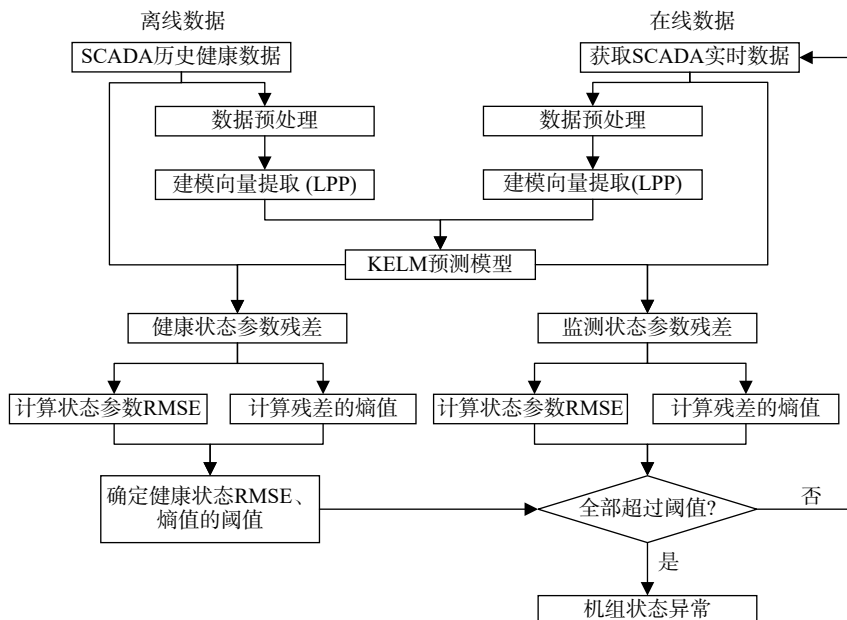 离线数据
在线数据
SCADA历史健康数据
获取SCADA实时数据
数据预处理
数据预处理
建模向量提取 (LPP)
建模向量提取(LPP)
KELM预测模型
健康状态参数残差
监测状态参数残差
计算状态参数RMSE
计算残差的熵值
计算状态参数RMSE
计算残差的熵值
确定健康状态RMSE、
熵值的阈值
全部超过阈值?
否
是
机组状态异常